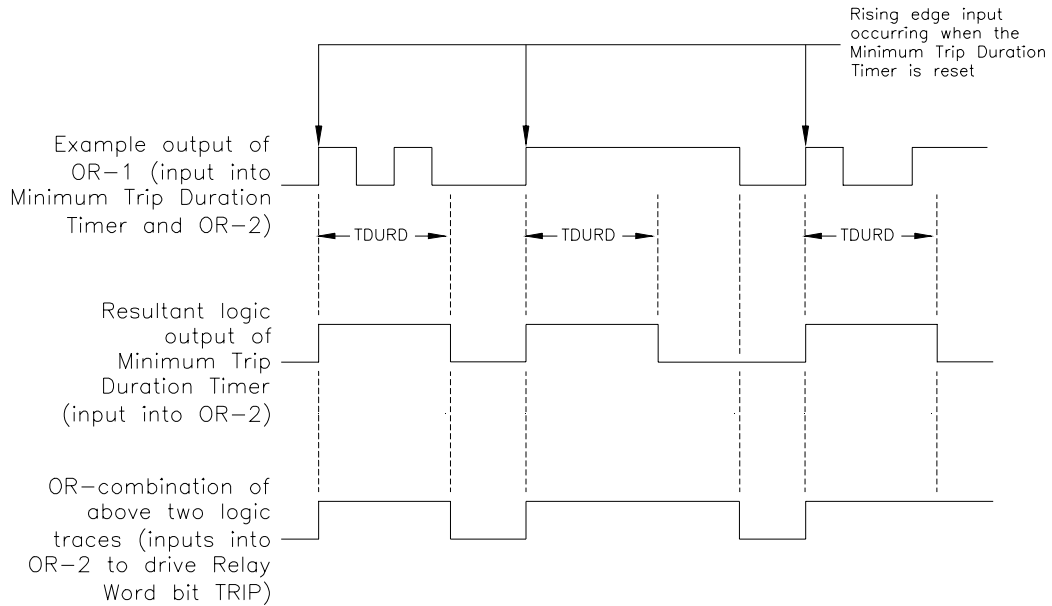 Rising edge input
occurring when the
Minimum Trip Duration
Timer is reset
Example output of
OR-1 (input into
Minimum Trip Duration
Timer and OR-2)
TDURD
TDURD
TDURD
Resultant logic
output of
Minimum Trip
Duration Timer
(input into OR-2)
OR-combination of
above two logic
traces (inputs into
OR-2 to drive Relay
Word bit TRIP)